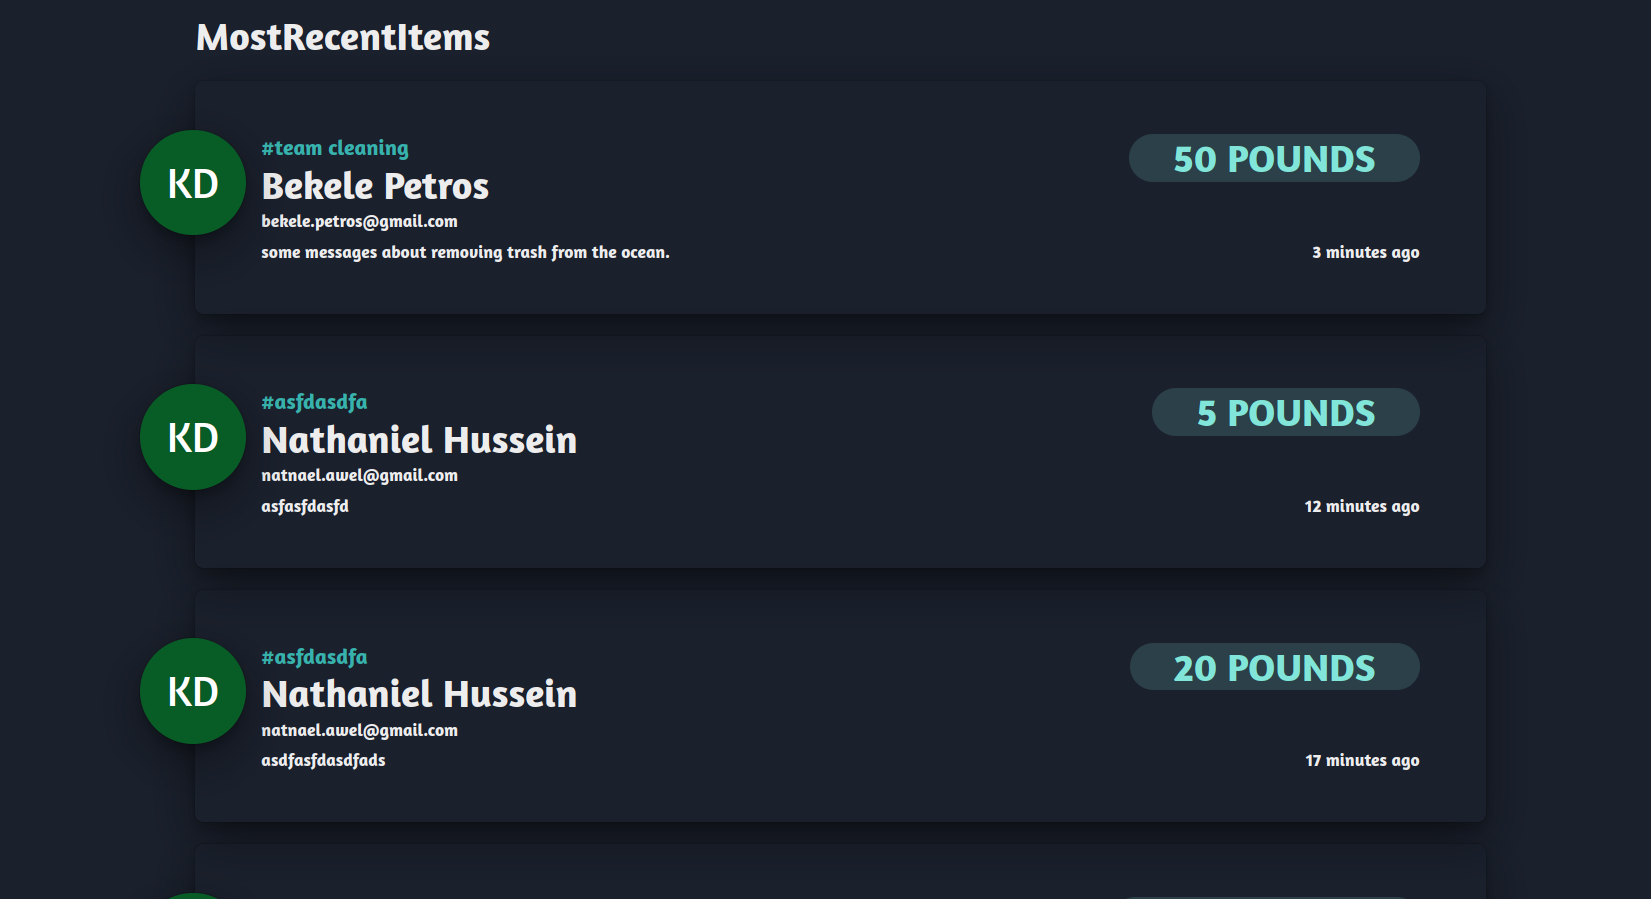 MostRecentItems
KD
#team cleaning
Bekele Petros
bekele.petros@gmail.com
some messages about removing trash from the ocean.
50 POUNDS
3 minutes ago
KD
#asfdasdfa
Nathaniel Hussein
natnael.awel@gmail.com
asfasfdasfd
5 POUNDS
12 minutes ago
KD
#asfdasdfa
Nathaniel Hussein
natnael.awel@gmail.com
asdfasfdasdfads
20 POUNDS
17 minutes ago